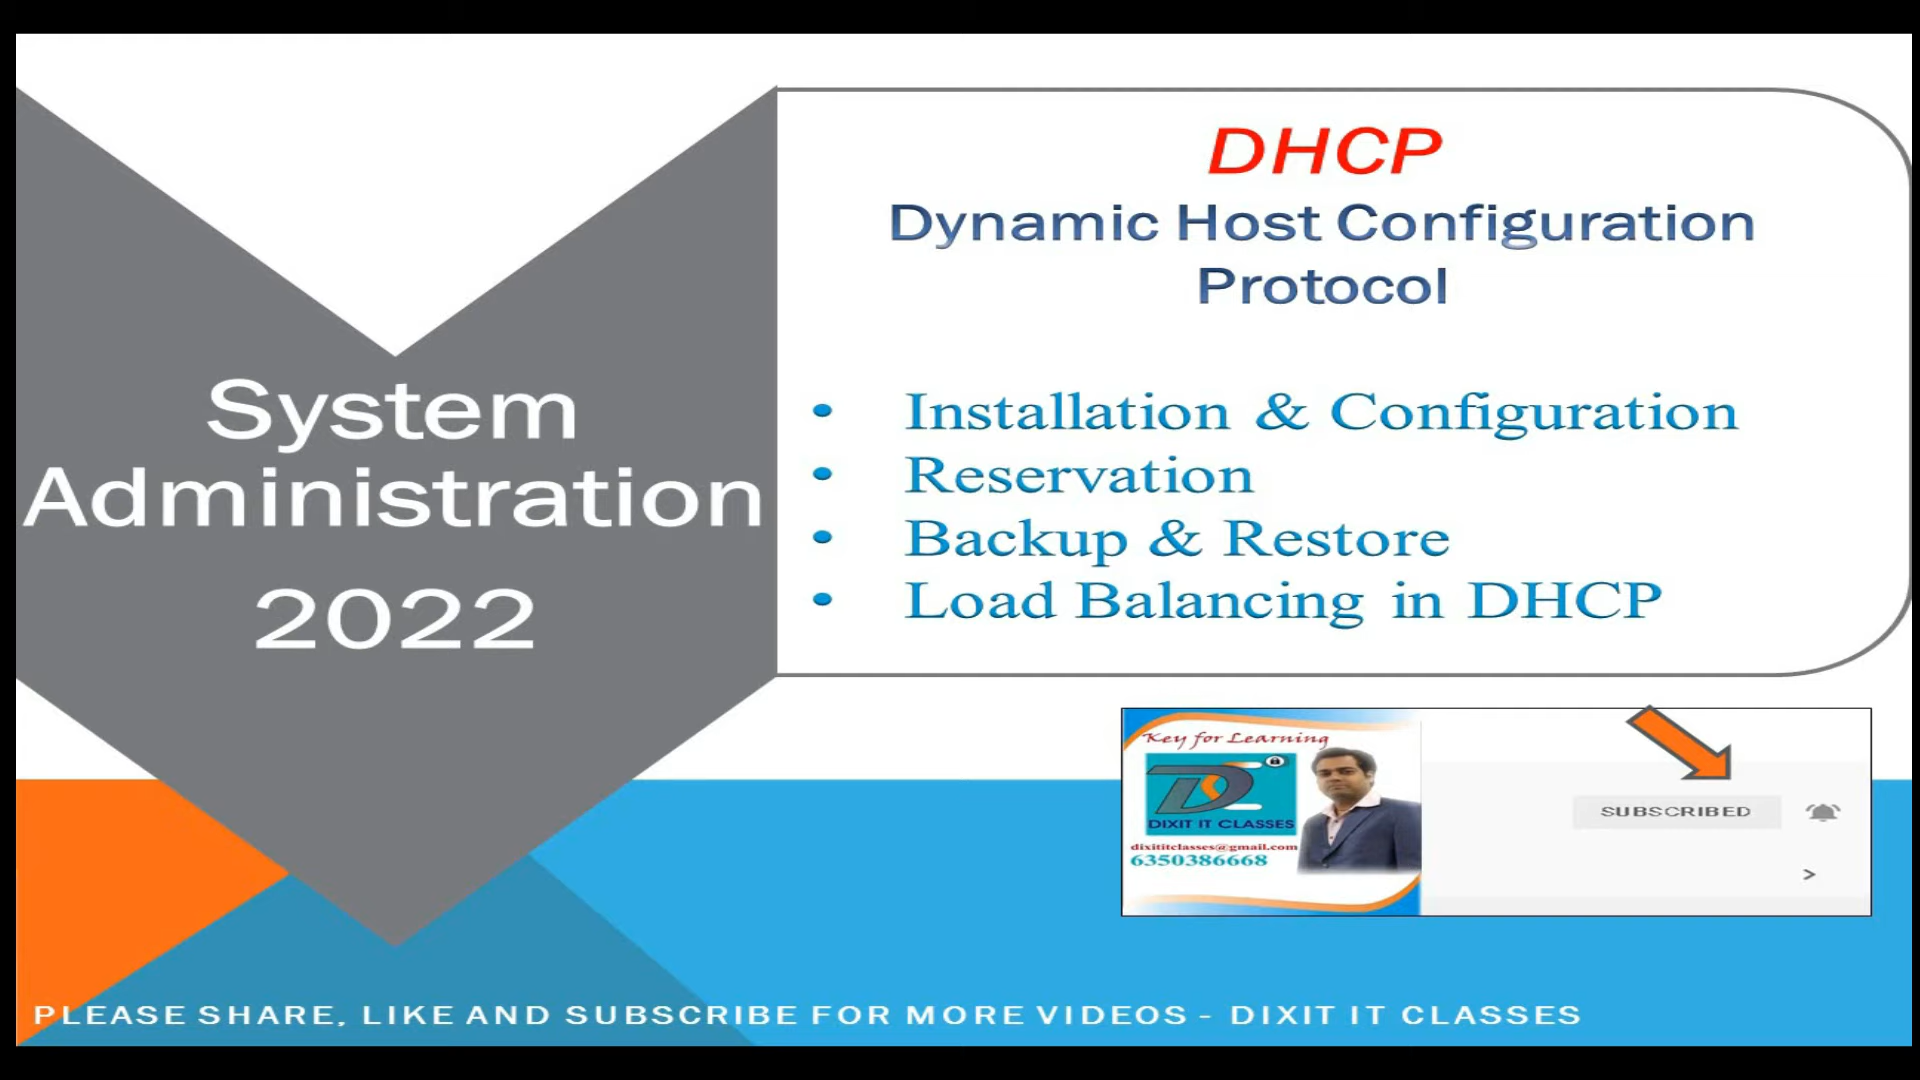 System
Administration
2022
DHCP
Dynamic Host Configuration
Protocol
• Installation & Configuration
• Reservation
• Backup & Restore
• Load Balancing in DHCP
Key for Learning
DIXIT IT CLASSES
dixititclasses@gmail.com
6350386668
SUBSCRIBED
>
PLEASE SHARE, LIKE AND SUBSCRIBE FOR MORE VIDEOS - DIXIT IT CLASSES